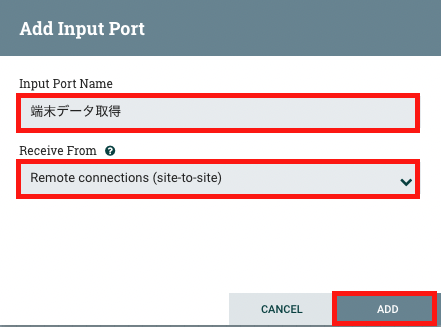 Add Input Port
Input Port Name
端末データ取得
Receive From ?
Remote connections (site-to-site)
CANCEL
ADD